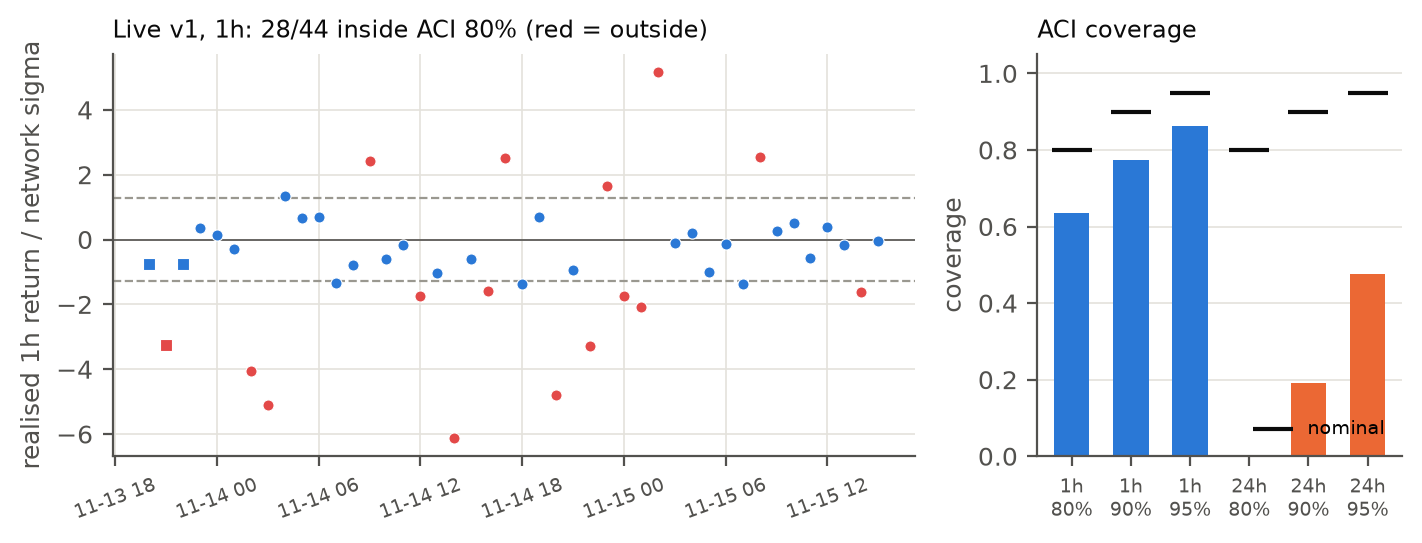 Live v1, 1h: 28/44 inside ACI 80% (red = outside)
realised 1h return / network sigma
4
2
0
−2
−4
−6
11-13 18
11-14 00
11-14 06
11-14 12
11-14 18
11-15 00
11-15 06
11-15 12
ACI coverage
coverage
1.0
0.8
0.6
0.4
0.2
0.0
nominal
1h
80%
1h
90%
1h
95%
24h
80%
24h
90%
24h
95%